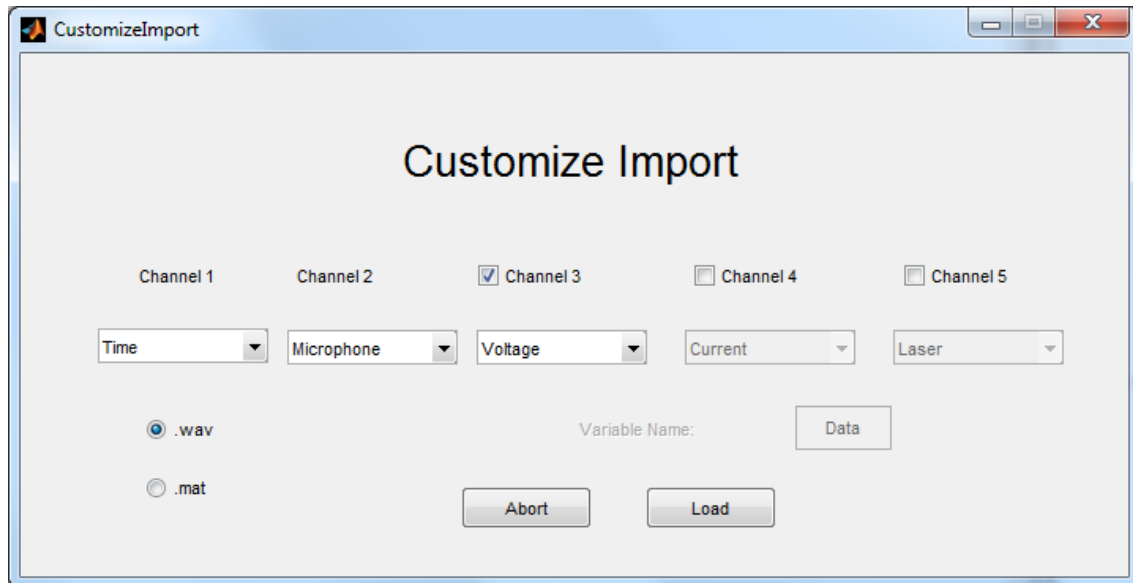 CustomizeImport
Customize Import
Channel 1 Channel 2 Channel 3 Channel 4 Channel 5
Time Microphone Voltage Current Laser
.wav Variable Name: Data
.mat
Abort Load